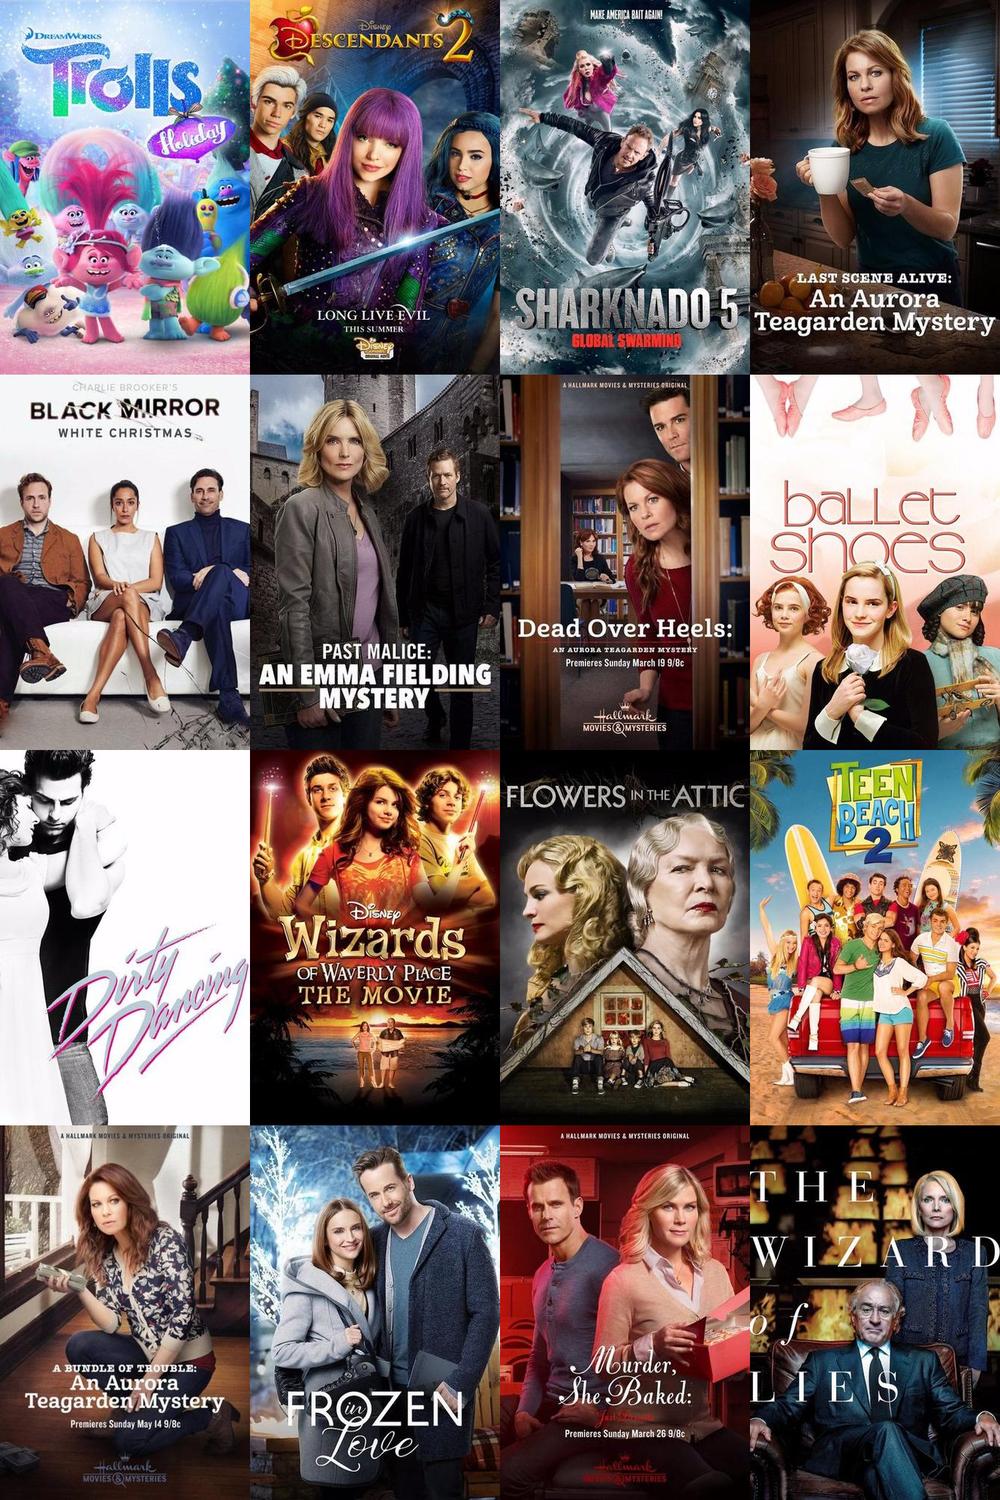 DREAMWORKS
Trolls
Holiday
Disney
DESCENDANTS 2
LONG LIVE EVIL
THIS SUMMER
Disney
CHANNEL
ORIGINAL MOVIE
MAKE AMERICA BAIT AGAIN!
SHARKNADO 5
GLOBAL SWARMING
LAST SCENE ALIVE:
An Aurora
Teagarden Mystery
CHARLIE BROOKER'S
BLACK MIRROR
WHITE CHRISTMAS
PAST MALICE:
AN EMMA FIELDING
MYSTERY
A HALLMARK MOVIES & MYSTERIES ORIGINAL
Dead Over Heels:
AN AURORA TEAGARDEN MYSTERY
Premieres Sunday March 19 9/8c
Hallmark
MOVIES & MYSTERIES
ballet
shoes
Dirty
Dancing
Disney
Wizards
OF WAVERLY PLACE
THE MOVIE
FLOWERS IN THE ATTIC
TEEN
BEACH
2
A HALLMARK MOVIES & MYSTERIES ORIGINAL
A BUNDLE OF TROUBLE:
An Aurora
Teagarden Mystery
Premieres Sunday May 14 9/8c
Hallmark
MOVIES & MYSTERIES
FROZEN
in
Love
A HALLMARK MOVIES & MYSTERIES ORIGINAL
Murder,
She Baked:
Premieres Sunday March 26 9/8c
Hallmark
MOVIES & MYSTERIES
THE
WIZARD
of
LIES